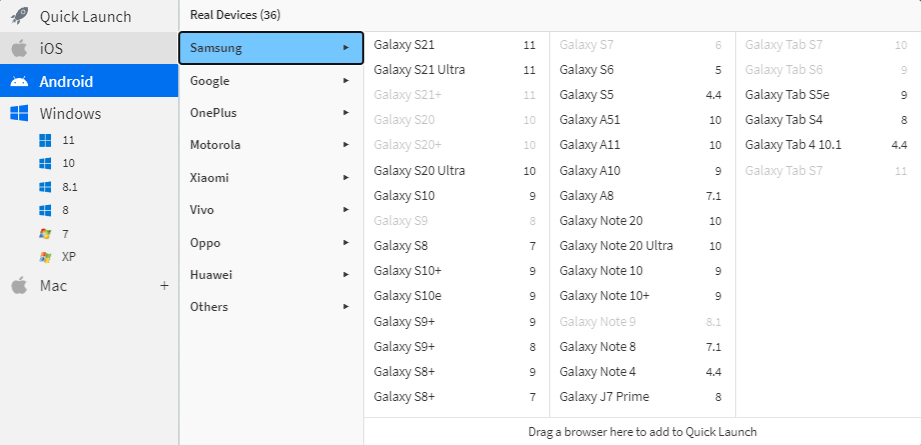 Quick Launch
iOS
Android
Windows
11
10
8.1
8
7
XP
Mac +
Real Devices (36)
Samsung
Google
OnePlus
Motorola
Xiaomi
Vivo
Oppo
Huawei
Others
Galaxy S21 11
Galaxy S21 Ultra 11
Galaxy S21+ 11
Galaxy S20 10
Galaxy S20+ 10
Galaxy S20 Ultra 10
Galaxy S10 9
Galaxy S9 8
Galaxy S8 7
Galaxy S10+ 9
Galaxy S10e 9
Galaxy S9+ 9
Galaxy S9+ 8
Galaxy S8+ 9
Galaxy S8+ 7
Galaxy S7 6
Galaxy S6 5
Galaxy S5 4.4
Galaxy A51 10
Galaxy A11 10
Galaxy A10 9
Galaxy A8 7.1
Galaxy Note 20 10
Galaxy Note 20 Ultra 10
Galaxy Note 10 9
Galaxy Note 10+ 9
Galaxy Note 9 8.1
Galaxy Note 8 7.1
Galaxy Note 4 4.4
Galaxy J7 Prime 8
Galaxy Tab S7 10
Galaxy Tab S6 9
Galaxy Tab S5e 9
Galaxy Tab S4 8
Galaxy Tab 4 10.1 4.4
Galaxy Tab S7 11
Drag a browser here to add to Quick Launch